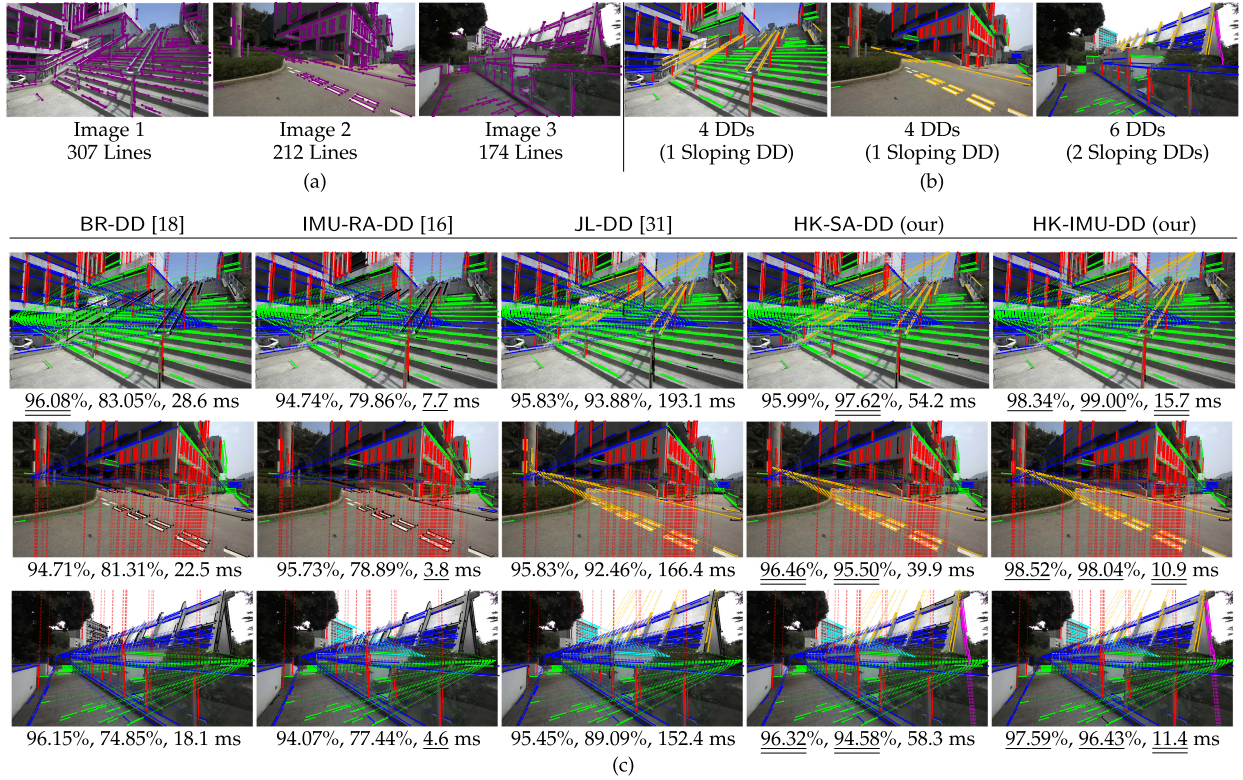 Image 1
307 Lines
Image 2
212 Lines
Image 3
174 Lines
(a)
4 DDs
(1 Sloping DD)
4 DDs
(1 Sloping DD)
6 DDs
(2 Sloping DDs)
(b)
BR-DD [18]
IMU-RA-DD [16]
JL-DD [31]
HK-SA-DD (our)
HK-IMU-DD (our)
96.08%, 83.05%, 28.6 ms
94.74%, 79.86%, 7.7 ms
95.83%, 93.88%, 193.1 ms
95.99%, 97.62%, 54.2 ms
98.34%, 99.00%, 15.7 ms
94.71%, 81.31%, 22.5 ms
95.73%, 78.89%, 3.8 ms
95.83%, 92.46%, 166.4 ms
96.46%, 95.50%, 39.9 ms
98.52%, 98.04%, 10.9 ms
96.15%, 74.85%, 18.1 ms
94.07%, 77.44%, 4.6 ms
95.45%, 89.09%, 152.4 ms
96.32%, 94.58%, 58.3 ms
97.59%, 96.43%, 11.4 ms
(c)